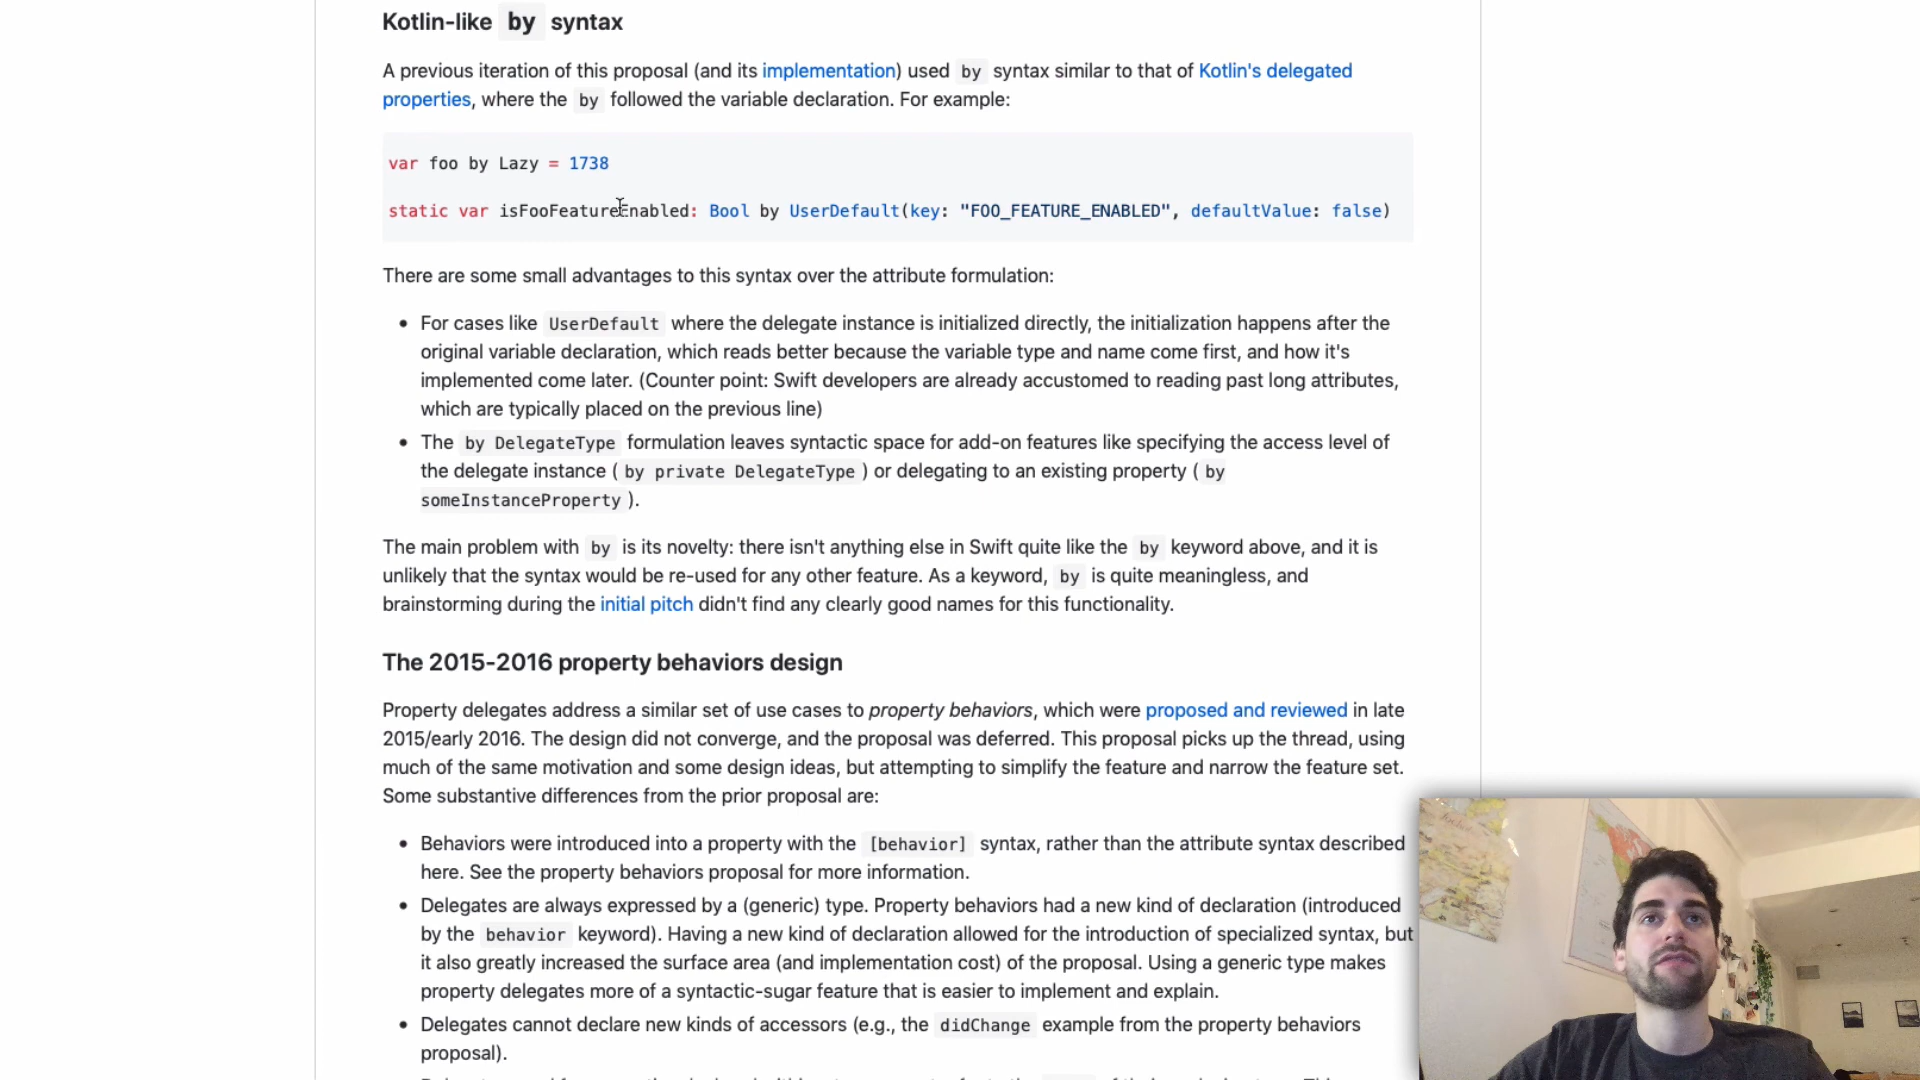 Kotlin-like by syntax
A previous iteration of this proposal (and its implementation) used by syntax similar to that of Kotlin's delegated
properties, where the by followed the variable declaration. For example:
var foo by Lazy = 1738
static var isFooFeatureEnabled: Bool by UserDefault(key: "FOO_FEATURE_ENABLED", defaultValue: false)
There are some small advantages to this syntax over the attribute formulation:
• For cases like UserDefault where the delegate instance is initialized directly, the initialization happens after the
original variable declaration, which reads better because the variable type and name come first, and how it's
implemented come later. (Counter point: Swift developers are already accustomed to reading past long attributes,
which are typically placed on the previous line)
• The by DelegateType formulation leaves syntactic space for add-on features like specifying the access level of
the delegate instance ( by private DelegateType ) or delegating to an existing property ( by
someInstanceProperty ).
The main problem with by is its novelty: there isn't anything else in Swift quite like the by keyword above, and it is
unlikely that the syntax would be re-used for any other feature. As a keyword, by is quite meaningless, and
brainstorming during the initial pitch didn't find any clearly good names for this functionality.
The 2015-2016 property behaviors design
Property delegates address a similar set of use cases to property behaviors, which were proposed and reviewed in late
2015/early 2016. The design did not converge, and the proposal was deferred. This proposal picks up the thread, using
much of the same motivation and some design ideas, but attempting to simplify the feature and narrow the feature set.
Some substantive differences from the prior proposal are:
• Behaviors were introduced into a property with the [behavior] syntax, rather than the attribute syntax described
here. See the property behaviors proposal for more information.
• Delegates are always expressed by a (generic) type. Property behaviors had a new kind of declaration (introduced
by the behavior keyword). Having a new kind of declaration allowed for the introduction of specialized syntax, but
it also greatly increased the surface area (and implementation cost) of the proposal. Using a generic type makes
property delegates more of a syntactic-sugar feature that is easier to implement and explain.
• Delegates cannot declare new kinds of accessors (e.g., the didChange example from the property behaviors
proposal).